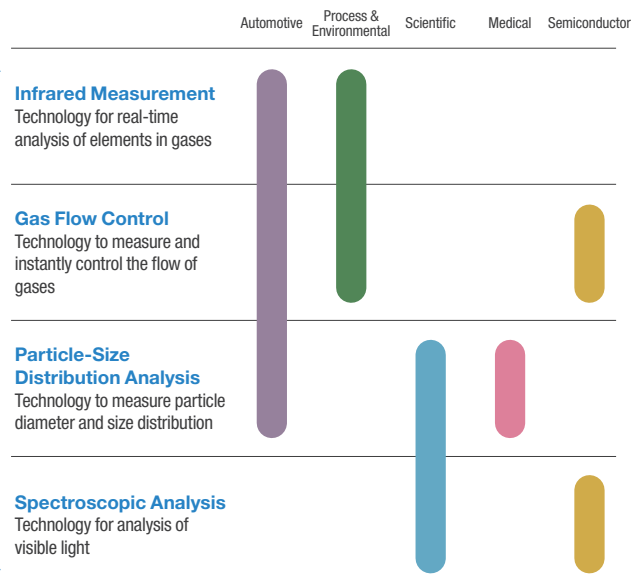 Automotive
Process &
Environmental
Scientific
Medical
Semiconductor
Infrared Measurement
Technology for real-time
analysis of elements in gases
Gas Flow Control
Technology to measure and
instantly control the flow of
gases
Particle-Size
Distribution Analysis
Technology to measure particle
diameter and size distribution
Spectroscopic Analysis
Technology for analysis of
visible light